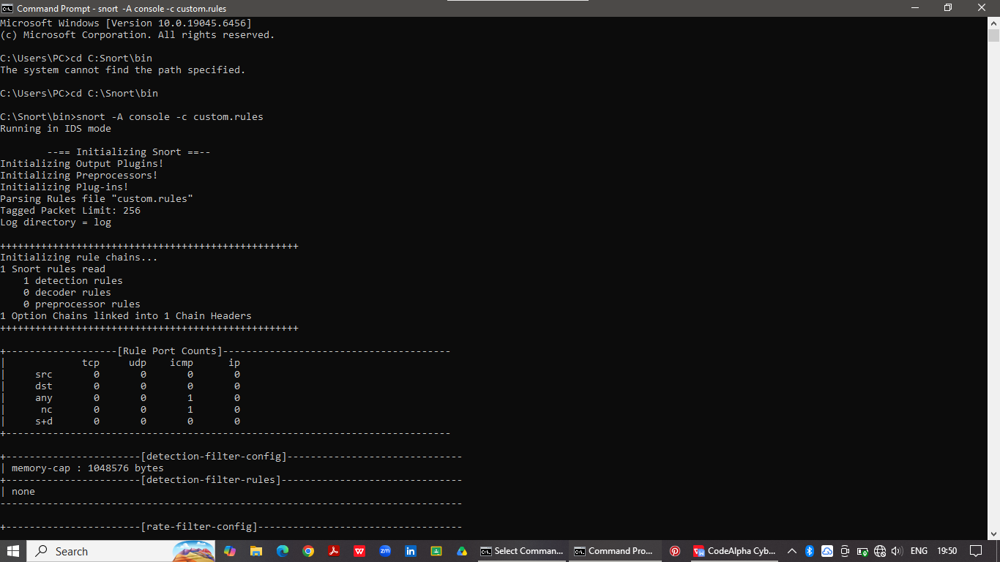 Command Prompt - snort  -A console -c custom.rules
Microsoft Windows [Version 10.0.19045.6456]
(c) Microsoft Corporation. All rights reserved.
C:\Users\PC>cd C:Snort\bin
The system cannot find the path specified.
C:\Users\PC>cd C:\Snort\bin
C:\Snort\bin>snort -A console -c custom.rules
Running in IDS mode
        --== Initializing Snort ==--
Initializing Output Plugins!
Initializing Preprocessors!
Initializing Plug-ins!
Parsing Rules file "custom.rules"
Tagged Packet Limit: 256
Log directory = log
+++++++++++++++++++++++++++++++++++++++++++++++++++
Initializing rule chains...
1 Snort rules read
    1 detection rules
    0 decoder rules
    0 preprocessor rules
1 Option Chains linked into 1 Chain Headers
+++++++++++++++++++++++++++++++++++++++++++++++++++
+-------------------[Rule Port Counts]---------------------------------------
|             tcp     udp    icmp      ip
|     src       0       0       0       0
|     dst       0       0       0       0
|     any       0       0       1       0
|      nc       0       0       1       0
|     s+d       0       0       0       0
+----------------------------------------------------------------------------
+-----------------------[detection-filter-config]------------------------------
| memory-cap : 1048576 bytes
+-----------------------[detection-filter-rules]-------------------------------
| none
-------------------------------------------------------------------------------
+-----------------------[rate-filter-config]-----------------------------------
Search
zm
in
Select Comman...
Command Pro...
CodeAlpha Cyb...
ENG
19:50